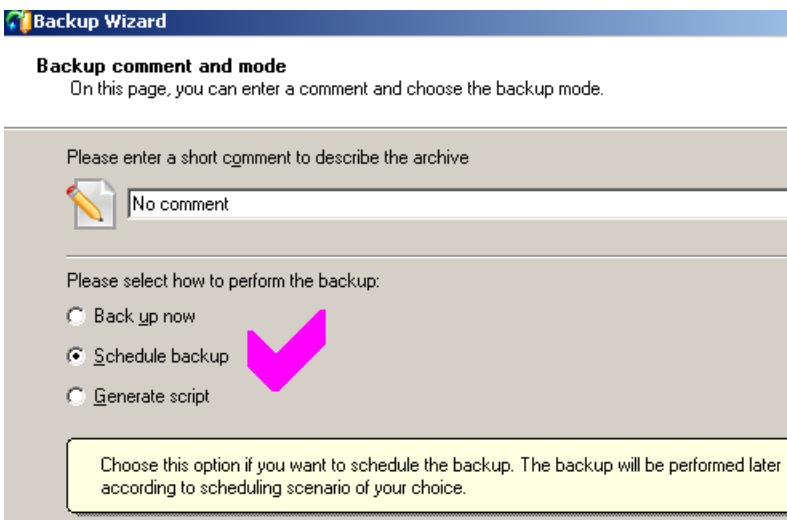 Backup Wizard
Backup comment and mode
On this page, you can enter a comment and choose the backup mode.
Please enter a short comment to describe the archive
No comment
Please select how to perform the backup:
Back up now
Schedule backup
Generate script
Choose this option if you want to schedule the backup. The backup will be performed later
according to scheduling scenario of your choice.